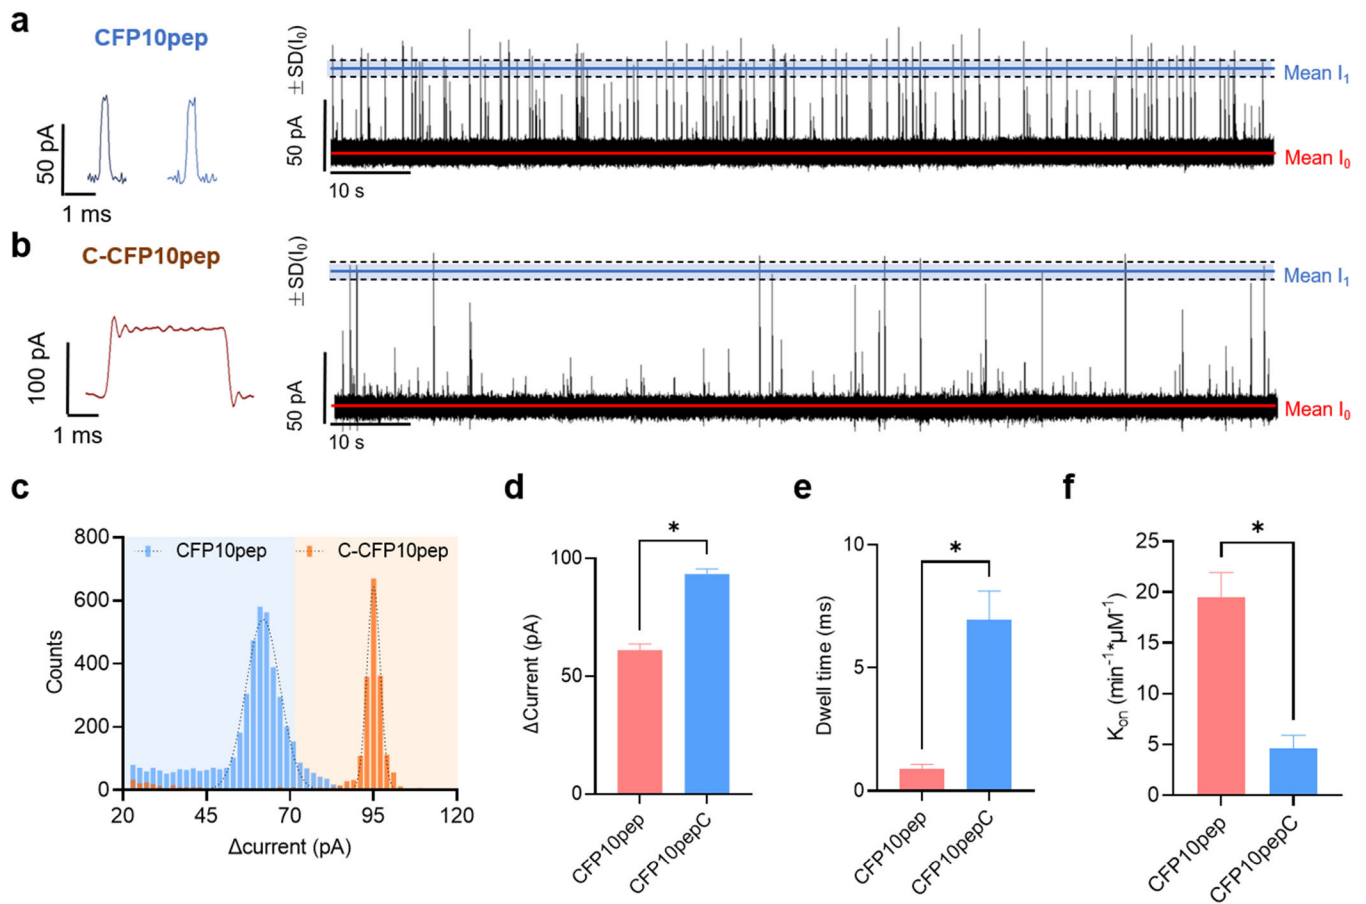 a
CFP10pep
50 pA
1 ms
±SD(I₀)
50 pA
10 s
Mean I₁
Mean I₀
b
C-CFP10pep
100 pA
1 ms
±SD(I₀)
50 pA
10 s
Mean I₁
Mean I₀
c
Counts
800
600
400
200
0
CFP10pep
C-CFP10pep
20 45 70 95 120
Δcurrent (pA)
d
ΔCurrent (pA)
100
50
0
*
CFP10pep
CFP10pepC
e
Dwell time (ms)
10
5
0
*
CFP10pep
CFP10pepC
f
Kon (min⁻¹*μM⁻¹)
25
20
15
10
5
0
*
CFP10pep
CFP10pepC